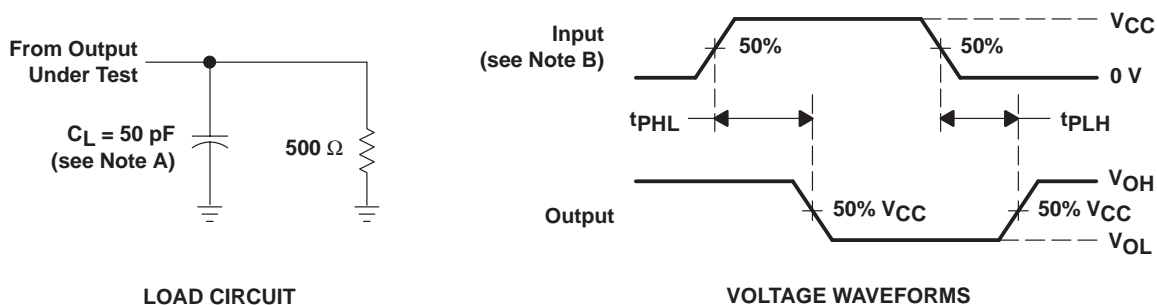 From Output
Under Test
CL = 50 pF
(see Note A)
500 Ω
LOAD CIRCUIT
Input
(see Note B)
50%
50%
VCC
0 V
tPHL
tPLH
Output
50% VCC
50% VCC
VOH
VOL
VOLTAGE WAVEFORMS